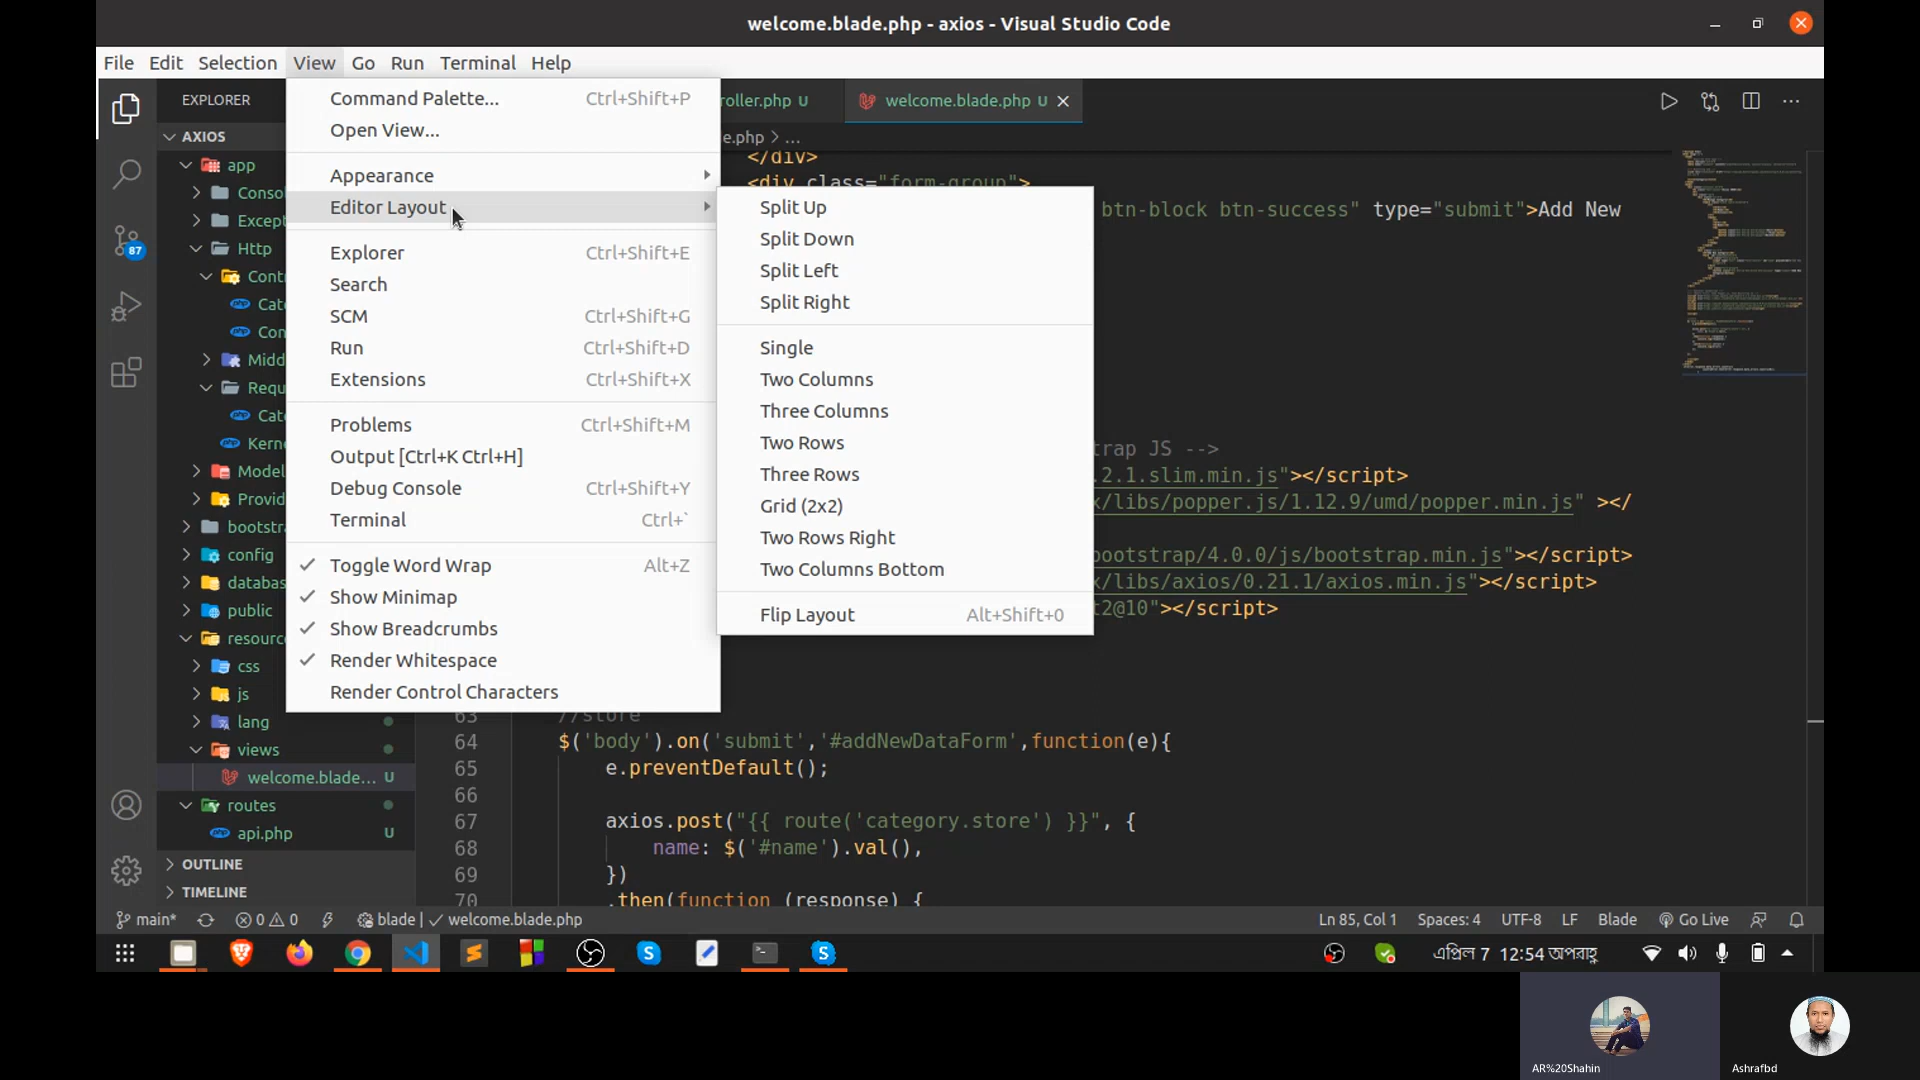 welcome.blade.php - axios - Visual Studio Code
File Edit Selection View Go Run Terminal Help
EXPLORER
roller.php U
welcome.blade.php U
AXIOS
e.php > ...
app
Consol
Except
Http
Contr
Cate
Con
Midd
Requ
Cate
Kerne
Model
Provid
bootstra
config
databas
public
resourc
css
js
lang
views
welcome.blade... U
routes
api.php U
OUTLINE
TIMELINE
Command Palette... Ctrl+Shift+P
Open View...
Appearance
Editor Layout
Explorer Ctrl+Shift+E
Search
SCM Ctrl+Shift+G
Run Ctrl+Shift+D
Extensions Ctrl+Shift+X
Problems Ctrl+Shift+M
Output [Ctrl+K Ctrl+H]
Debug Console Ctrl+Shift+Y
Terminal Ctrl+`
Toggle Word Wrap Alt+Z
Show Minimap
Show Breadcrumbs
Render Whitespace
Render Control Characters
Split Up
Split Down
Split Left
Split Right
Single
Two Columns
Three Columns
Two Rows
Three Rows
Grid (2x2)
Two Rows Right
Two Columns Bottom
Flip Layout Alt+Shift+0
</div>
<div class="form-group">
btn-block btn-success" type="submit">Add New
trap JS -->
.2.1.slim.min.js"></script>
x/libs/popper.js/1.12.9/umd/popper.min.js" ></
bootstrap/4.0.0/js/bootstrap.min.js"></script>
x/libs/axios/0.21.1/axios.min.js"></script>
t2@10"></script>
63 //store
64 $('body').on('submit','#addNewDataForm',function(e){
65 e.preventDefault();
66
67 axios.post("{{ route('category.store') }}", {
68 name: $('#name').val(),
69 })
70 .then(function (response) {
main* 0 0 blade | welcome.blade.php Ln 85, Col 1 Spaces: 4 UTF-8 LF Blade Go Live
87
এপ্রিল 7 12:54 অপরাহ্ণ
AR%20Shahin
Ashrafbd